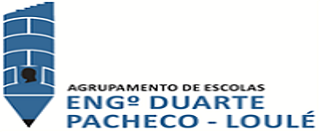 AGRUPAMENTO DE ESCOLAS
ENGº DUARTE
PACHECO - LOULÉ